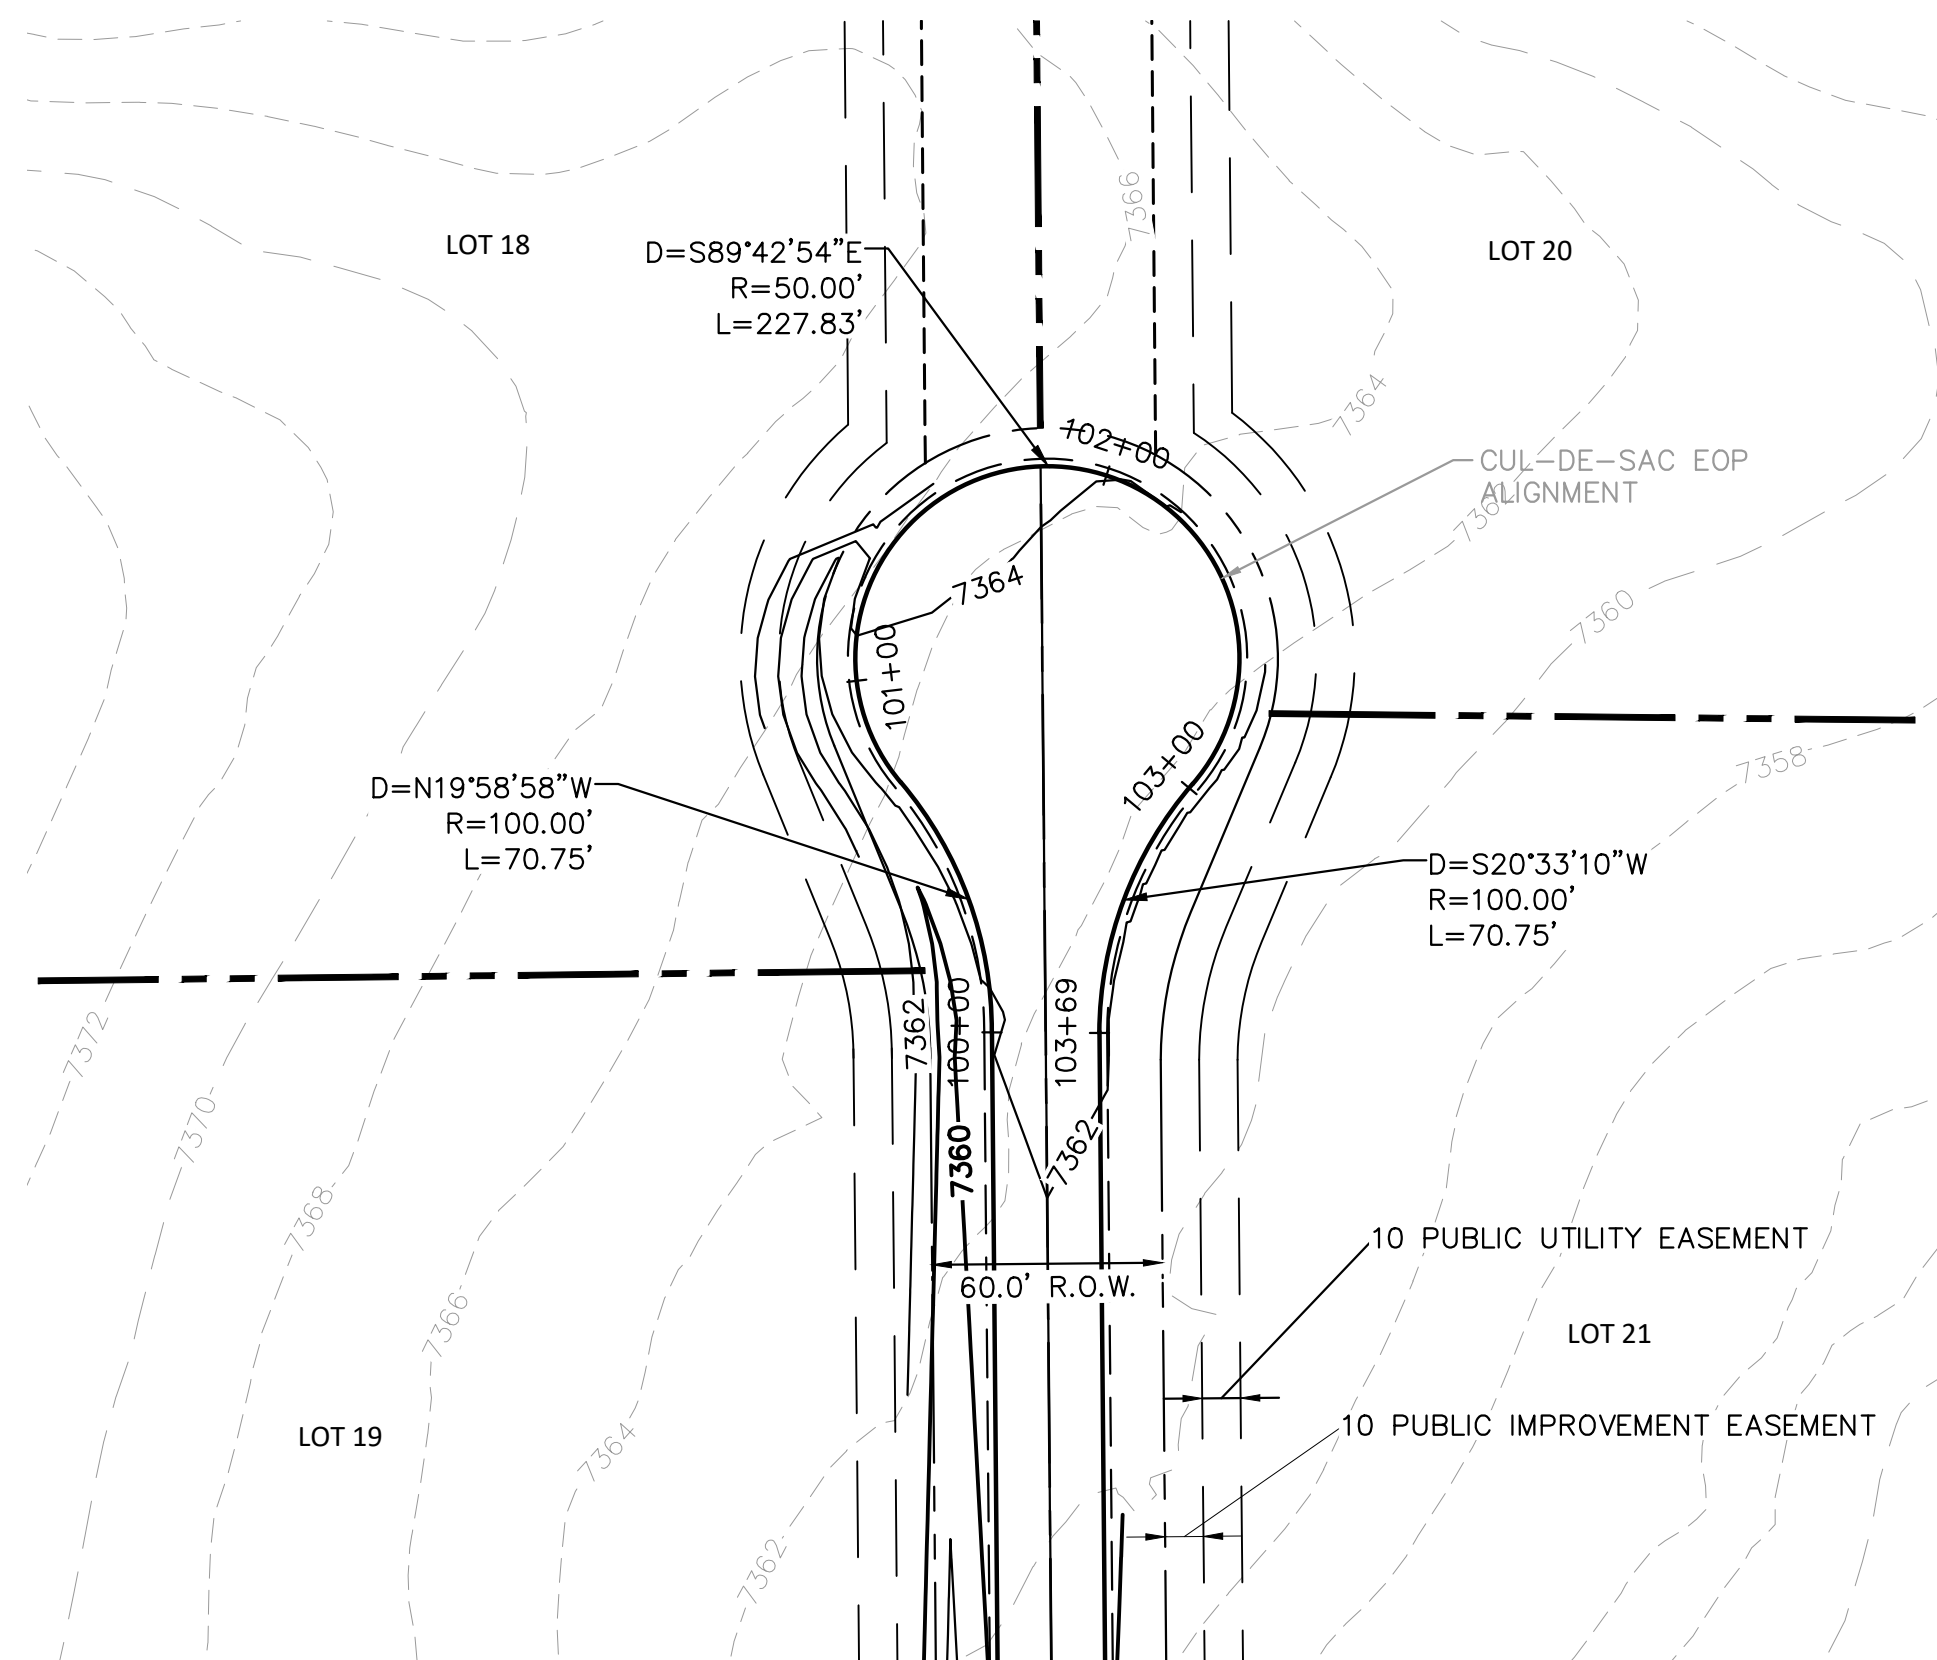 7366
LOT 18
D=S89°42'54"E
R=50.00'
L=227.83'
LOT 20
7364
102+00
CUL-DE-SAC EOP
ALIGNMENT
7362
7364
7360
101+00
103+00
7358
D=N19°58'58"W
R=100.00'
L=70.75'
D=S20°33'10"W
R=100.00'
L=70.75'
7372
7362
100+00
103+69
7370
7360
7362
7368
10 PUBLIC UTILITY EASEMENT
60.0' R.O.W.
7366
LOT 21
10 PUBLIC IMPROVEMENT EASEMENT
LOT 19
7364
7362